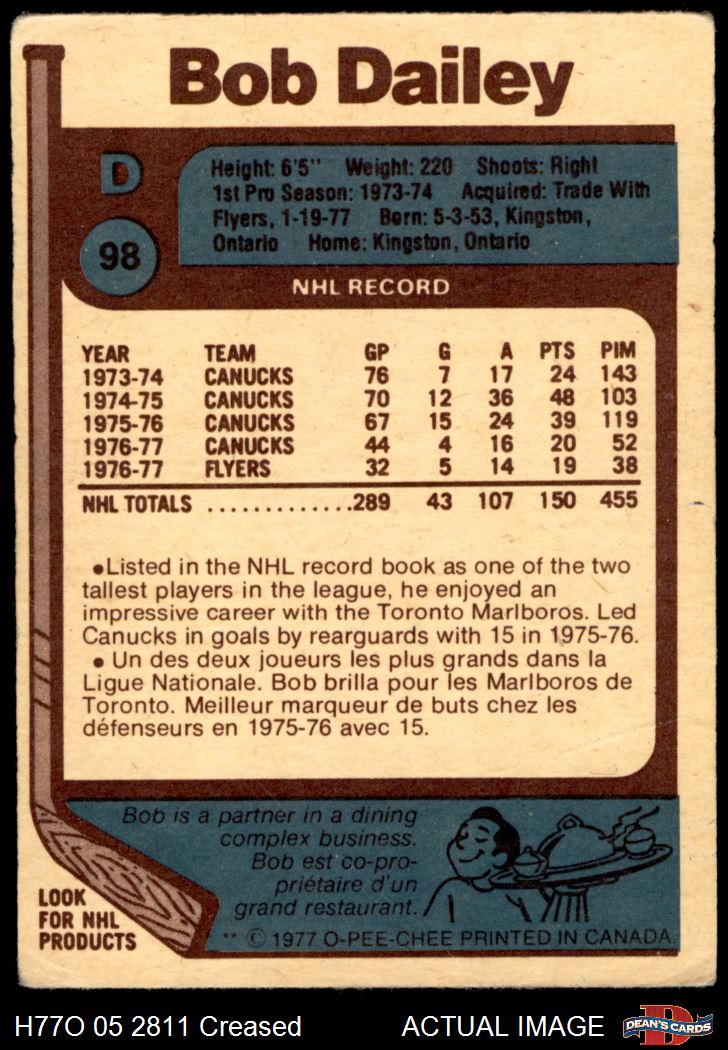 Bob Dailey
D
98
Height: 6'5" Weight: 220 Shoots: Right
1st Pro Season: 1973-74 Acquired: Trade With
Flyers, 1-19-77 Born: 5-3-53, Kingston,
Ontario Home: Kingston, Ontario
NHL RECORD
YEAR TEAM GP G A PTS PIM
1973-74 CANUCKS 76 7 17 24 143
1974-75 CANUCKS 70 12 36 48 103
1975-76 CANUCKS 67 15 24 39 119
1976-77 CANUCKS 44 4 16 20 52
1976-77 FLYERS 32 5 14 19 38
NHL TOTALS .............289 43 107 150 455
●Listed in the NHL record book as one of the two
tallest players in the league, he enjoyed an
impressive career with the Toronto Marlboros. Led
Canucks in goals by rearguards with 15 in 1975-76.
● Un des deux joueurs les plus grands dans la
Ligue Nationale. Bob brilla pour les Marlboros de
Toronto. Meilleur marqueur de buts chez les
défenseurs en 1975-76 avec 15.
Bob is a partner in a dining
complex business.
Bob est co-pro-
priétaire d'un
grand restaurant.
LOOK
FOR NHL
PRODUCTS
** © 1977 O-PEE-CHEE PRINTED IN CANADA.
H77O 05 2811 Creased ACTUAL IMAGE
D
DEAN'S CARDS